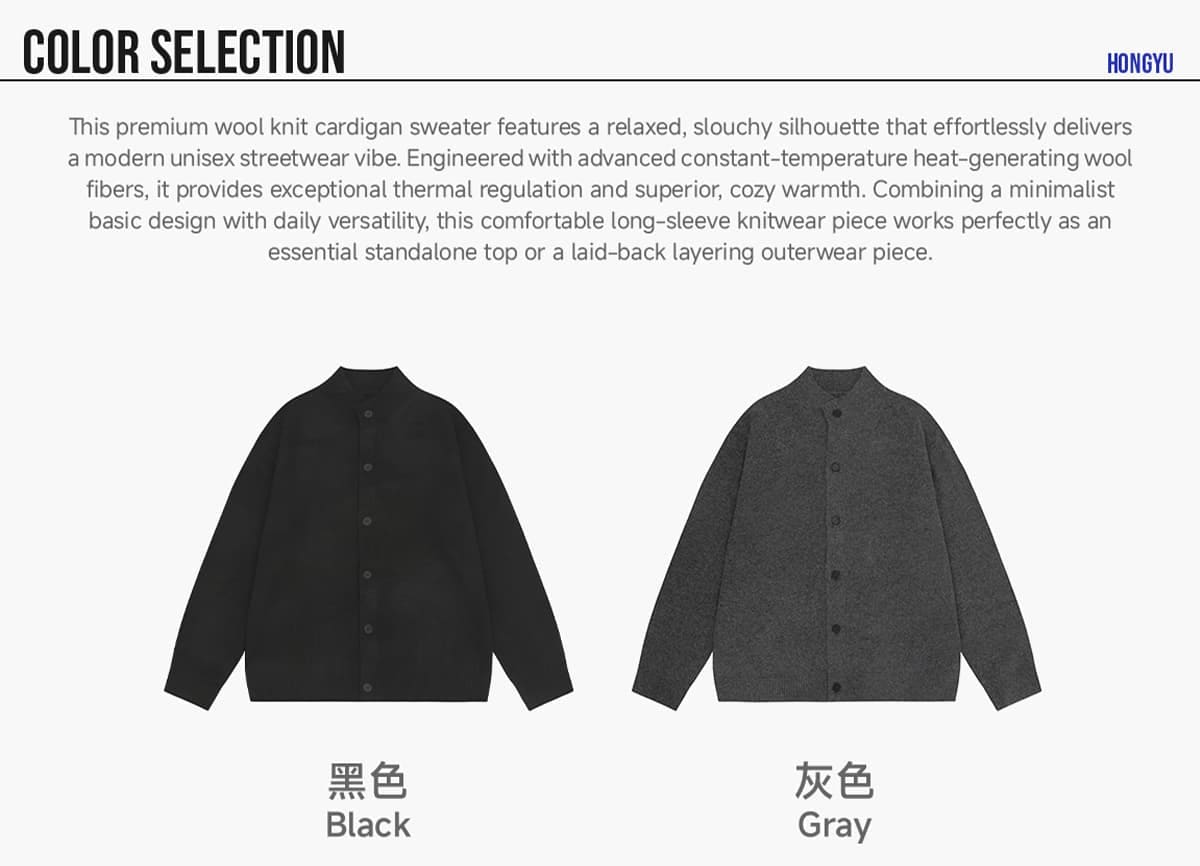 COLOR SELECTION
HONGYU
This premium wool knit cardigan sweater features a relaxed, slouchy silhouette that effortlessly delivers
a modern unisex streetwear vibe. Engineered with advanced constant-temperature heat-generating wool
fibers, it provides exceptional thermal regulation and superior, cozy warmth. Combining a minimalist
basic design with daily versatility, this comfortable long-sleeve knitwear piece works perfectly as an
essential standalone top or a laid-back layering outerwear piece.
黑色
Black
灰色
Gray